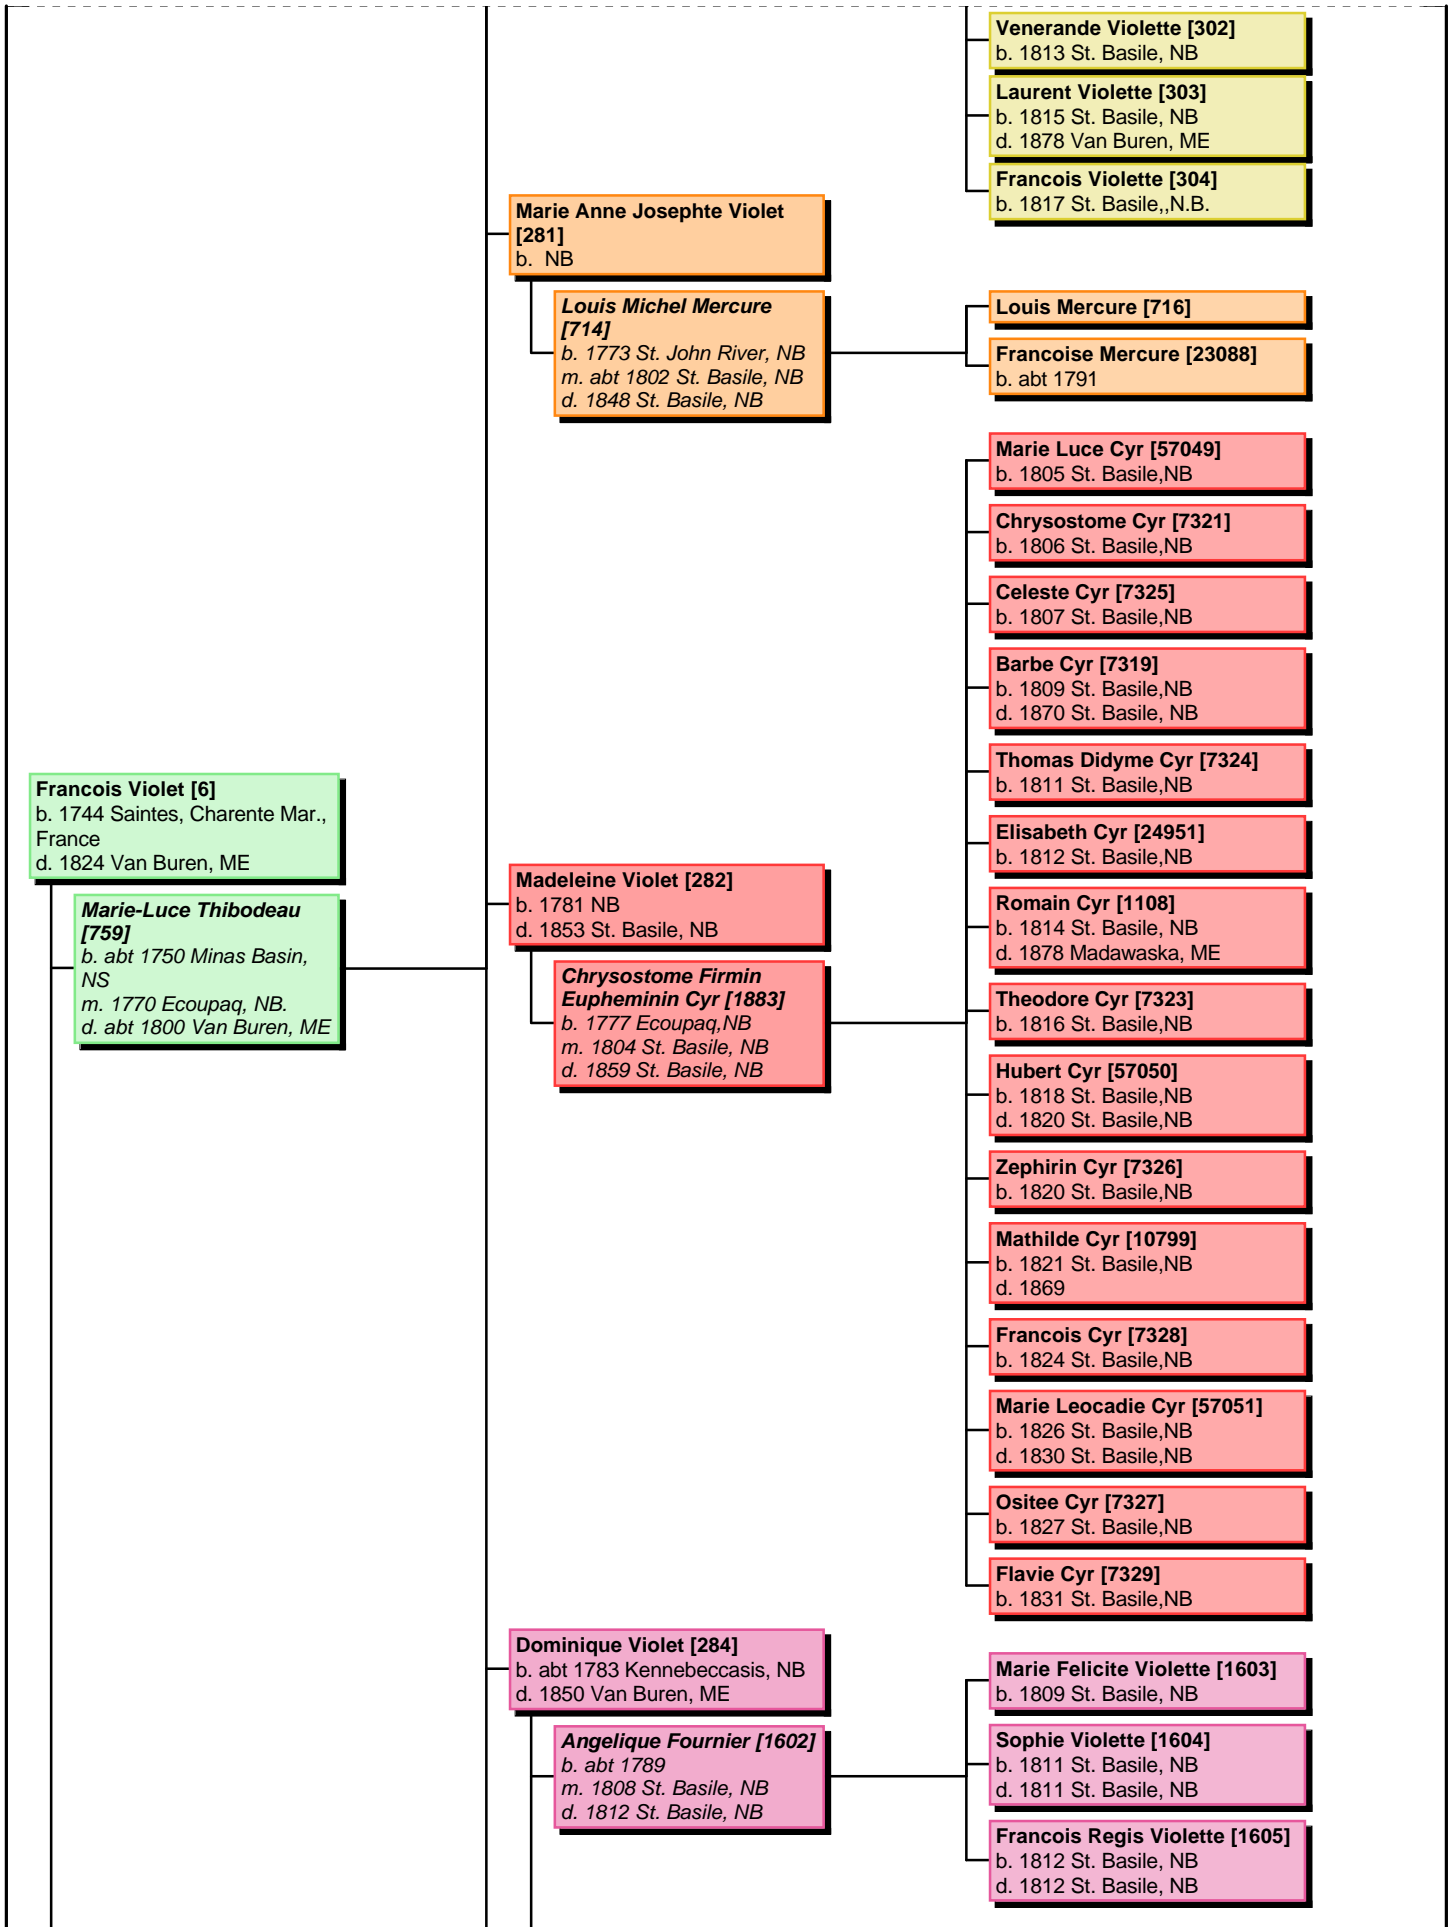 Venerande Violette [302]
b. 1813 St. Basile, NB
Laurent Violette [303]
b. 1815 St. Basile, NB
d. 1878 Van Buren, ME
Francois Violette [304]
b. 1817 St. Basile,,N.B.
Marie Anne Josephte Violet
[281]
b.  NB
Louis Michel Mercure
[714]
b. 1773 St. John River, NB
m. abt 1802 St. Basile, NB
d. 1848 St. Basile, NB
Louis Mercure [716]
Francoise Mercure [23088]
b. abt 1791
Marie Luce Cyr [57049]
b. 1805 St. Basile,NB
Chrysostome Cyr [7321]
b. 1806 St. Basile,NB
Celeste Cyr [7325]
b. 1807 St. Basile,NB
Barbe Cyr [7319]
b. 1809 St. Basile,NB
d. 1870 St. Basile, NB
Thomas Didyme Cyr [7324]
b. 1811 St. Basile,NB
Francois Violet [6]
b. 1744 Saintes, Charente Mar.,
France
d. 1824 Van Buren, ME
Marie-Luce Thibodeau
[759]
b. abt 1750 Minas Basin,
NS
m. 1770 Ecoupaq, NB.
d. abt 1800 Van Buren, ME
Elisabeth Cyr [24951]
b. 1812 St. Basile,NB
Madeleine Violet [282]
b. 1781 NB
d. 1853 St. Basile, NB
Chrysostome Firmin
Eupheminin Cyr [1883]
b. 1777 Ecoupaq,NB
m. 1804 St. Basile, NB
d. 1859 St. Basile, NB
Romain Cyr [1108]
b. 1814 St. Basile, NB
d. 1878 Madawaska, ME
Theodore Cyr [7323]
b. 1816 St. Basile,NB
Hubert Cyr [57050]
b. 1818 St. Basile,NB
d. 1820 St. Basile,NB
Zephirin Cyr [7326]
b. 1820 St. Basile,NB
Mathilde Cyr [10799]
b. 1821 St. Basile,NB
d. 1869
Francois Cyr [7328]
b. 1824 St. Basile,NB
Marie Leocadie Cyr [57051]
b. 1826 St. Basile,NB
d. 1830 St. Basile,NB
Ositee Cyr [7327]
b. 1827 St. Basile,NB
Flavie Cyr [7329]
b. 1831 St. Basile,NB
Dominique Violet [284]
b. abt 1783 Kennebeccasis, NB
d. 1850 Van Buren, ME
Angelique Fournier [1602]
b. abt 1789
m. 1808 St. Basile, NB
d. 1812 St. Basile, NB
Marie Felicite Violette [1603]
b. 1809 St. Basile, NB
Sophie Violette [1604]
b. 1811 St. Basile, NB
d. 1811 St. Basile, NB
Francois Regis Violette [1605]
b. 1812 St. Basile, NB
d. 1812 St. Basile, NB